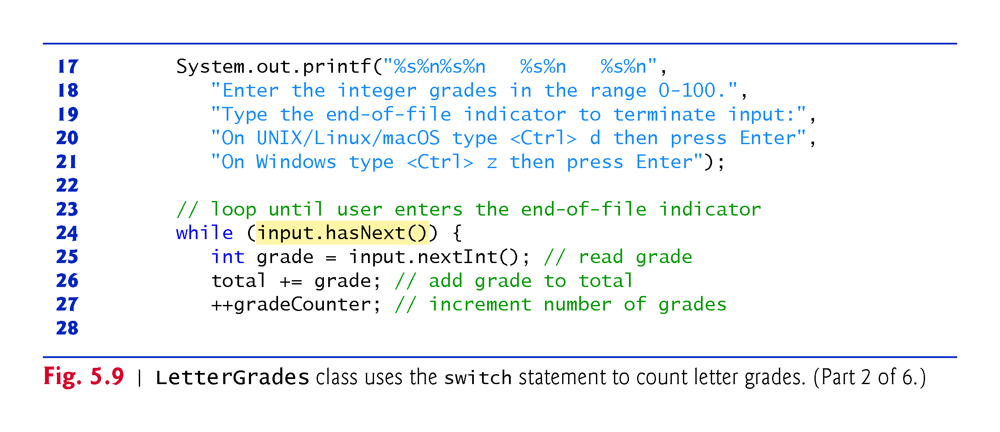 17 System.out.printf("%s%n%s%n   %s%n   %s%n",
18    "Enter the integer grades in the range 0-100.",
19    "Type the end-of-file indicator to terminate input:",
20    "On UNIX/Linux/macOS type <Ctrl> d then press Enter",
21    "On Windows type <Ctrl> z then press Enter");
22
23 // loop until user enters the end-of-file indicator
24 while (input.hasNext()) {
25    int grade = input.nextInt(); // read grade
26    total += grade; // add grade to total
27    ++gradeCounter; // increment number of grades
28
Fig. 5.9 | LetterGrades class uses the switch statement to count letter grades. (Part 2 of 6.)